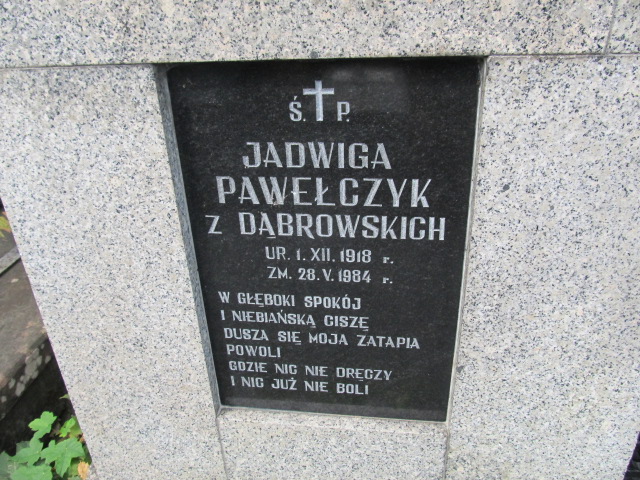 Ś. P.
JADWIGA
PAWEŁCZYK
Z DĄBROWSKICH
UR. 1. XII. 1918 r.
ZM. 28. V. 1984 r.
W GŁĘBOKI SPOKÓJ
I NIEBIAŃSKĄ CISZĘ
DUSZA SIĘ MOJA ZATAPIA
POWOLI
GDZIE NIC NIE DRĘCZY
I NIC JUŻ NIE BOLI